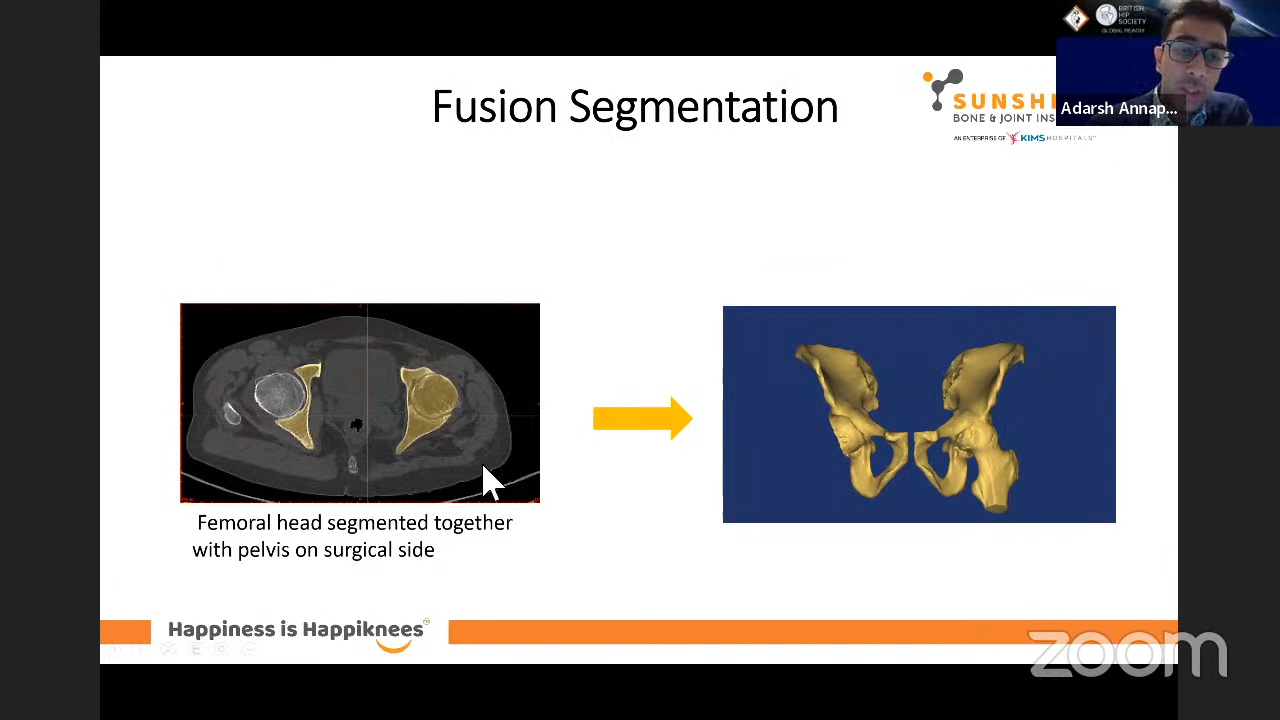 BRITISH
HIP
SOCIETY
GLOBAL REACH
Fusion Segmentation
SUNSHI
BONE & JOINT INS
AN ENTERPRISE OF KIMS HOSPITALS
Adarsh Annap...
Femoral head segmented together
with pelvis on surgical side
Happiness is Happiknees
zoom